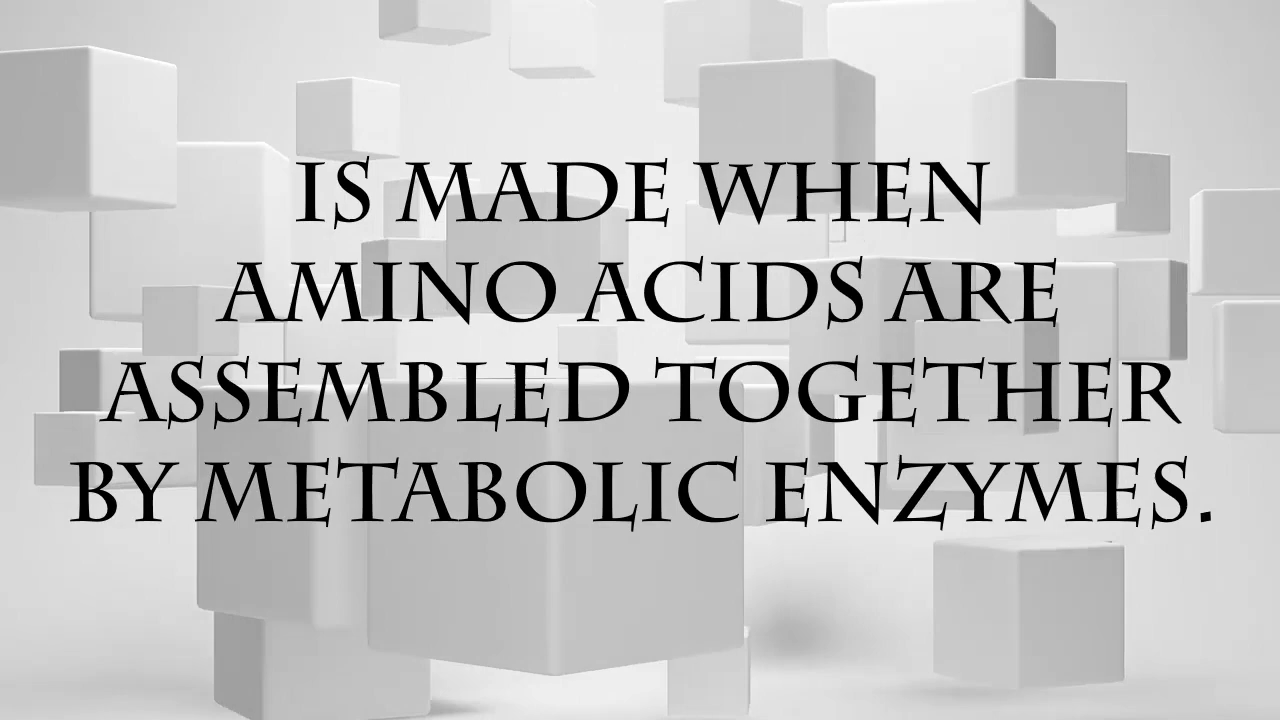 IS MADE WHEN
AMINO ACIDS ARE
ASSEMBLED TOGETHER
BY METABOLIC ENZYMES.